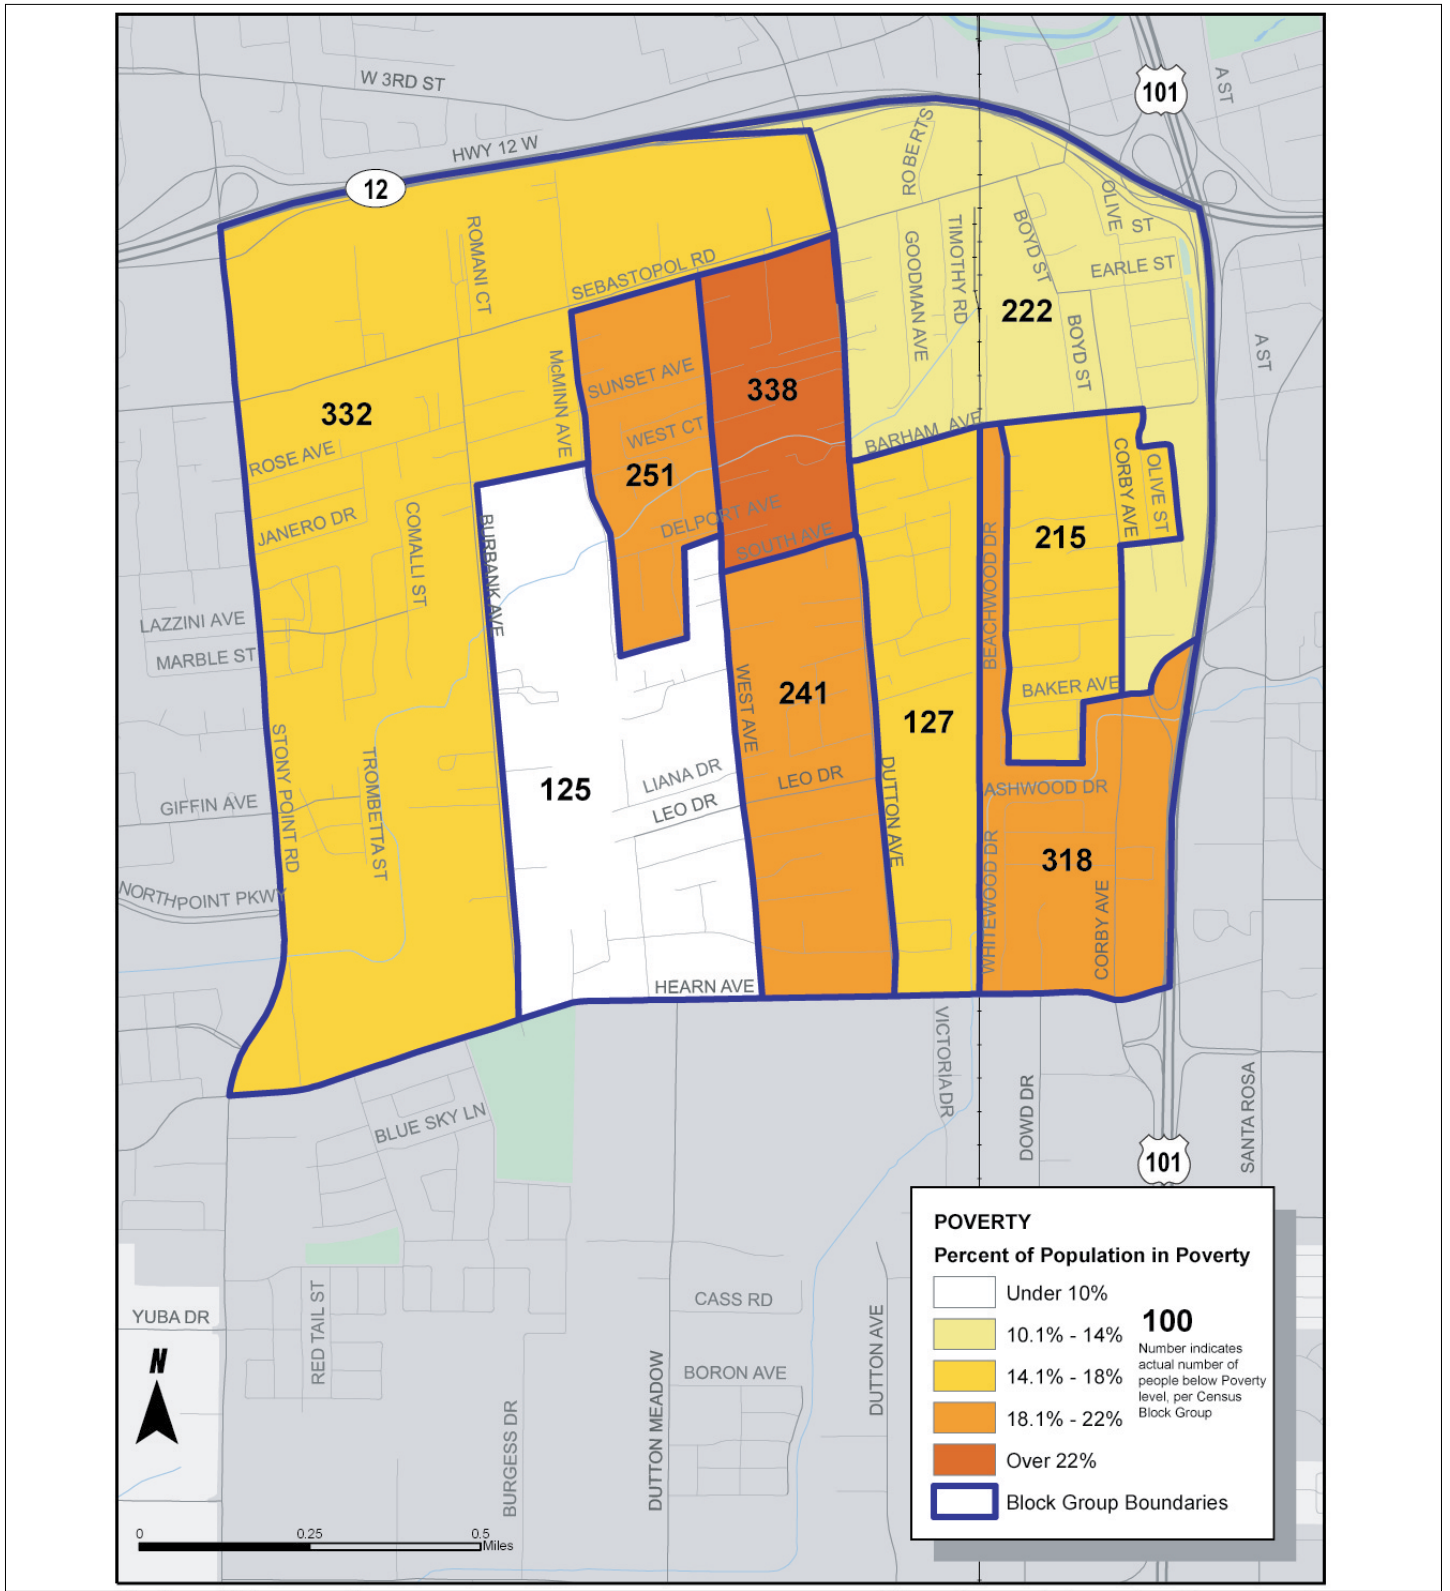 W 3RD ST
HWY 12 W
12
101
A ST
ROBERTS
OLIVE ST
BOYD ST
EARLE ST
TIMOTHY RD
GOODMAN AVE
ROMANI CT
SEBASTOPOL RD
222
BOYD ST
A ST
McMINN AVE
SUNSET AVE
338
332
WEST CT
BARHAM AVE
ROSE AVE
251
CORBY AVE
OLIVE ST
JANERO DR
COMALLI ST
BURBANK AVE
DELPORT AVE
SOUTH AVE
BEACHWOOD DR
215
LAZZINI AVE
MARBLE ST
WEST AVE
241
127
BAKER AVE
STONY POINT RD
TROMBETTA ST
125
LIANA DR
LEO DR
LEO DR
DUTTON AVE
ASHWOOD DR
GIFFIN AVE
WHITEWOOD DR
318
NORTHPOINT PKWY
CORBY AVE
HEARN AVE
VICTORIA DR
DOWD DR
SANTA ROSA
BLUE SKY LN
101
YUBA DR
RED TAIL ST
BURGESS DR
DUTTON MEADOW
CASS RD
BORON AVE
DUTTON AVE
N
0 0.25 0.5
Miles
POVERTY
Percent of Population in Poverty
Under 10%
10.1% - 14%
14.1% - 18%
18.1% - 22%
Over 22%
Block Group Boundaries
100
Number indicates
actual number of
people below Poverty
level, per Census
Block Group